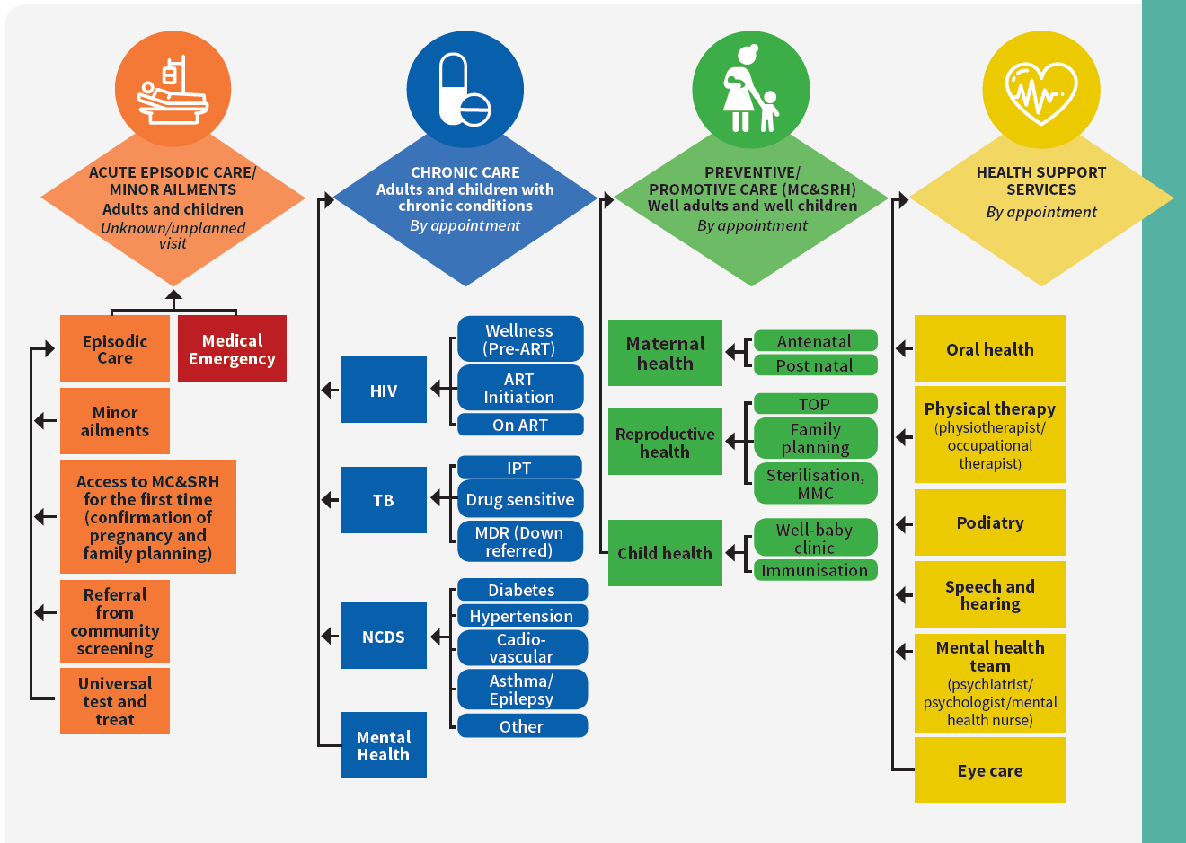 ACUTE EPISODIC CARE/
MINOR AILMENTS
Adults and children
Unknown/unplanned
visit
Episodic
Care
Medical
Emergency
Minor
ailments
Access to MC&SRH
for the first time
(confirmation of
pregnancy and
family planning)
Referral
from
community
screening
Universal
test and
treat
CHRONIC CARE
Adults and children with
chronic conditions
By appointment
HIV
Wellness
(Pre-ART)
ART
Initiation
On ART
TB
IPT
Drug sensitive
MDR (Down
referred)
NCDS
Diabetes
Hypertension
Cadio-
vascular
Asthma/
Epilepsy
Other
Mental
Health
PREVENTIVE/
PROMOTIVE CARE (MC&SRH)
Well adults and well children
By appointment
Maternal
health
Antenatal
Post natal
Reproductive
health
TOP
Family
planning
Sterilisation,
MMC
Child health
Well-baby
clinic
Immunisation
HEALTH SUPPORT
SERVICES
By appointment
Oral health
Physical therapy
(physiotherapist/
occupational
therapist)
Podiatry
Speech and
hearing
Mental health
team
(psychiatrist/
psychologist/mental
health nurse)
Eye care